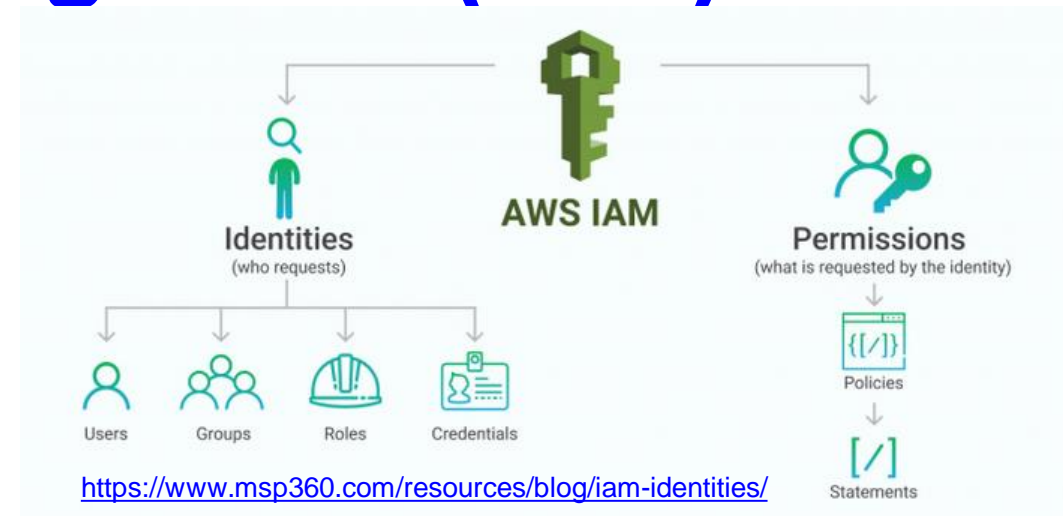 AWS IAM
Identities
(who requests)
Permissions
(what is requested by the identity)
{[/]}
Policies
Users Groups Roles Credentials
[/]
Statements
https://www.msp360.com/resources/blog/iam-identities/